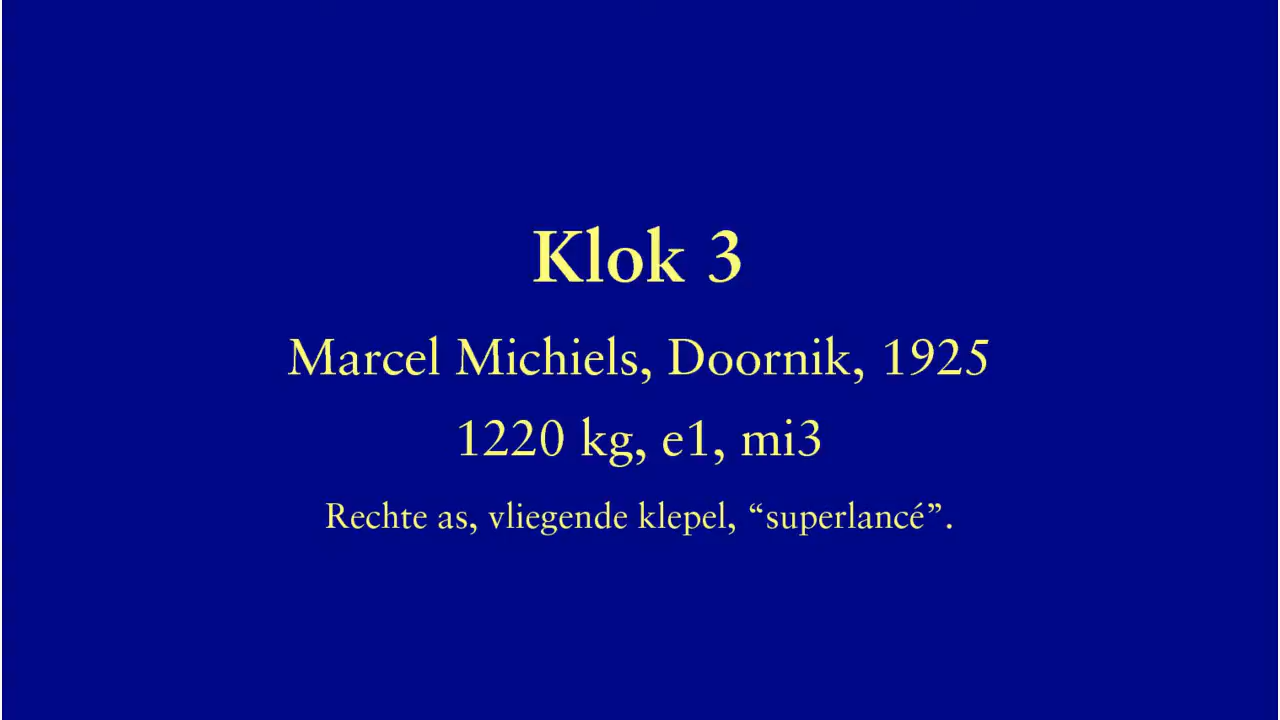 Klok 3
Marcel Michiels, Doornik, 1925
1220 kg, e1, mi3
Rechte as, vliegende klepel, “superlancé”.